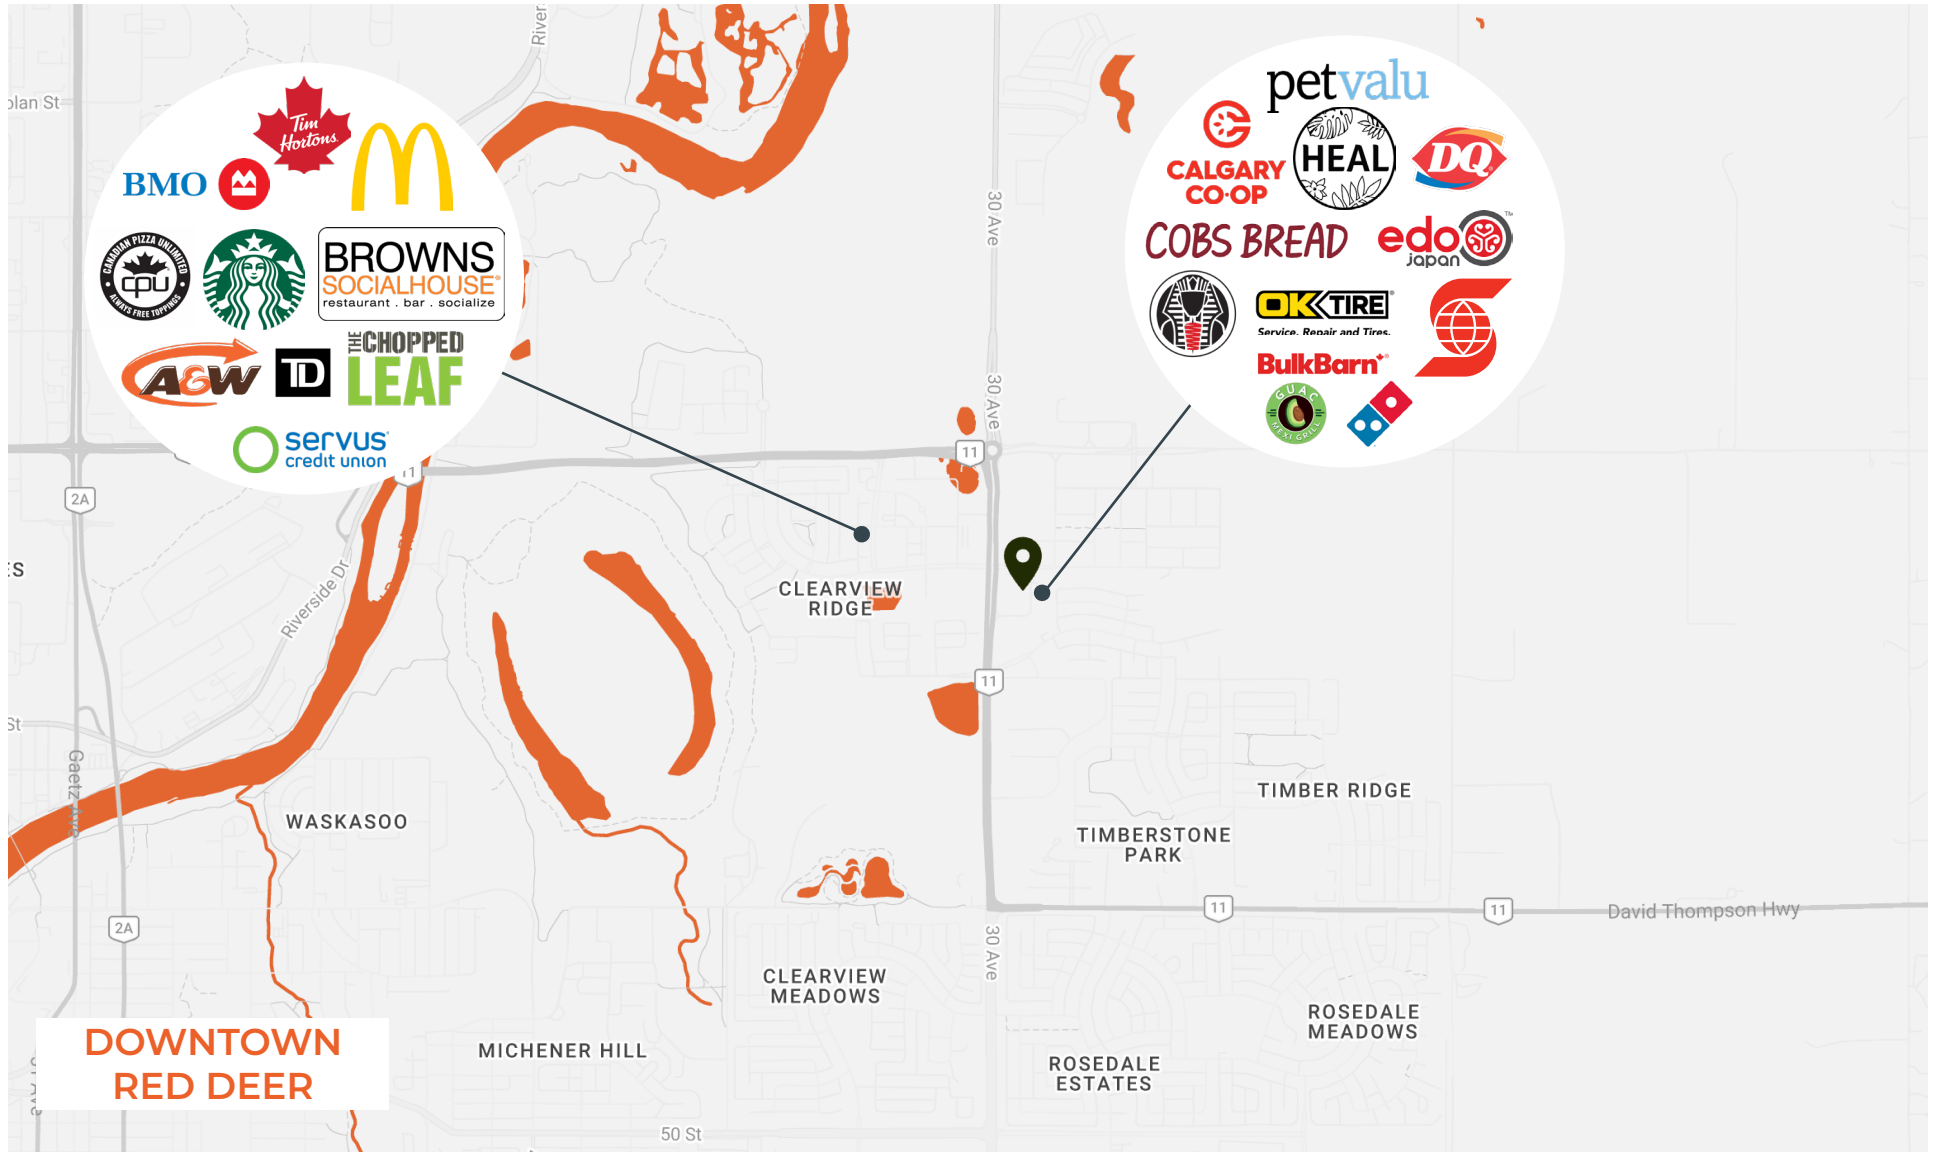 River
olan St
Tim
Hortons
BMO
CANADIAN PIZZA UNLIMITED
cpu
ALWAYS FREE TOPPINGS
BROWNS
SOCIALHOUSE
restaurant . bar . socialize
A&W
TD
THE CHOPPED
LEAF
servus
credit union
petvalu
CALGARY
CO·OP
HEAL
DQ
COBS BREAD
edo
japan
TM
OK TIRE
Service. Repair and Tires.
BulkBarn
GUAC
MEXI GRILL
30 Ave
30 Ave
11
11
2A
ES
Riverside Dr
CLEARVIEW
RIDGE
11
St
Gaetz Ave
WASKASOO
TIMBER RIDGE
TIMBERSTONE
PARK
11
11
David Thompson Hwy
2A
30 Ave
CLEARVIEW
MEADOWS
ROSEDALE
MEADOWS
DOWNTOWN
RED DEER
MICHENER HILL
ROSEDALE
ESTATES
50 St